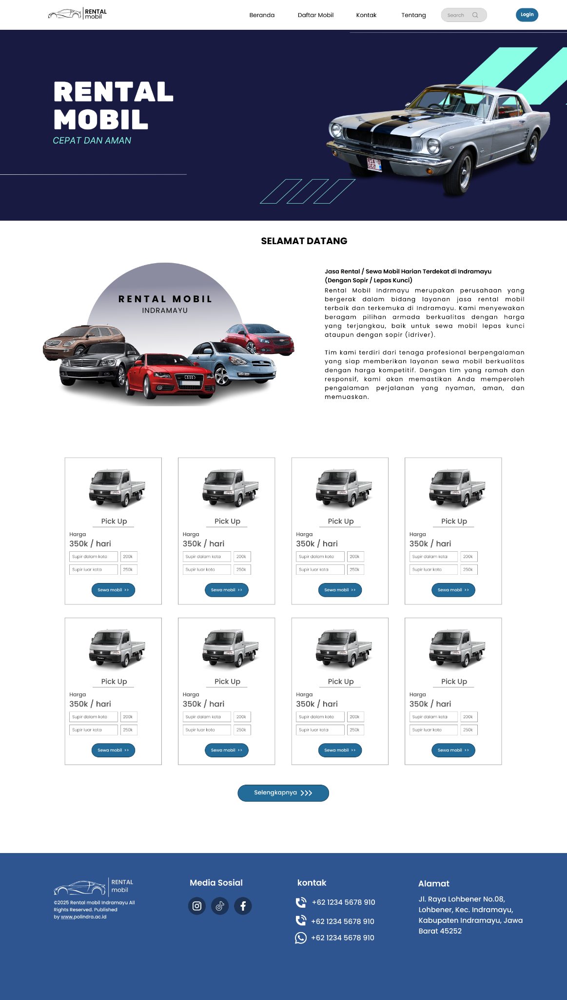 RENTAL
mobil
Beranda Daftar Mobil Kontak Tentang Search Login
RENTAL
MOBIL
CEPAT DAN AMAN
SELAMAT DATANG
RENTAL MOBIL
INDRAMAYU
Jasa Rental / Sewa Mobil Harian Terdekat di Indramayu
(Dengan Sopir / Lepas Kunci)
Rental Mobil Indrmayu merupakan perusahaan yang
bergerak dalam bidang layanan jasa rental mobil
terbaik dan terkemuka di Indramayu. Kami menyewakan
beragam pilihan armada berkualitas dengan harga
yang terjangkau, baik untuk sewa mobil lepas kunci
ataupun dengan sopir (idriver).
Tim kami terdiri dari tenaga profesional berpengalaman
yang siap memberikan layanan sewa mobil berkualitas
dengan harga kompetitif. Dengan tim yang ramah dan
responsif, kami akan memastikan Anda memperoleh
pengalaman perjalanan yang nyaman, aman, dan
memuaskan.
Pick Up Pick Up Pick Up Pick Up
Harga Harga Harga Harga
350k / hari 350k / hari 350k / hari 350k / hari
Supir dalam kota 200k Supir dalam kota 200k Supir dalam kota 200k Supir dalam kota 200k
Supir luar kota 250k Supir luar kota 250k Supir luar kota 250k Supir luar kota 250k
Sewa mobil >> Sewa mobil >> Sewa mobil >> Sewa mobil >>
Pick Up Pick Up Pick Up Pick Up
Harga Harga Harga Harga
350k / hari 350k / hari 350k / hari 350k / hari
Supir dalam kota 200k Supir dalam kota 200k Supir dalam kota 200k Supir dalam kota 200k
Supir luar kota 250k Supir luar kota 250k Supir luar kota 250k Supir luar kota 250k
Sewa mobil >> Sewa mobil >> Sewa mobil >> Sewa mobil >>
Selengkapnya
RENTAL
mobil
©2025 Rental mobil Indramayu All
Rights Reserved. Published
by www.polindra.ac.id
Media Sosial
kontak
+62 1234 5678 910
+62 1234 5678 910
+62 1234 5678 910
Alamat
Jl. Raya Lohbener No.08,
Lohbener, Kec. Indramayu,
Kabupaten Indramayu, Jawa
Barat 45252